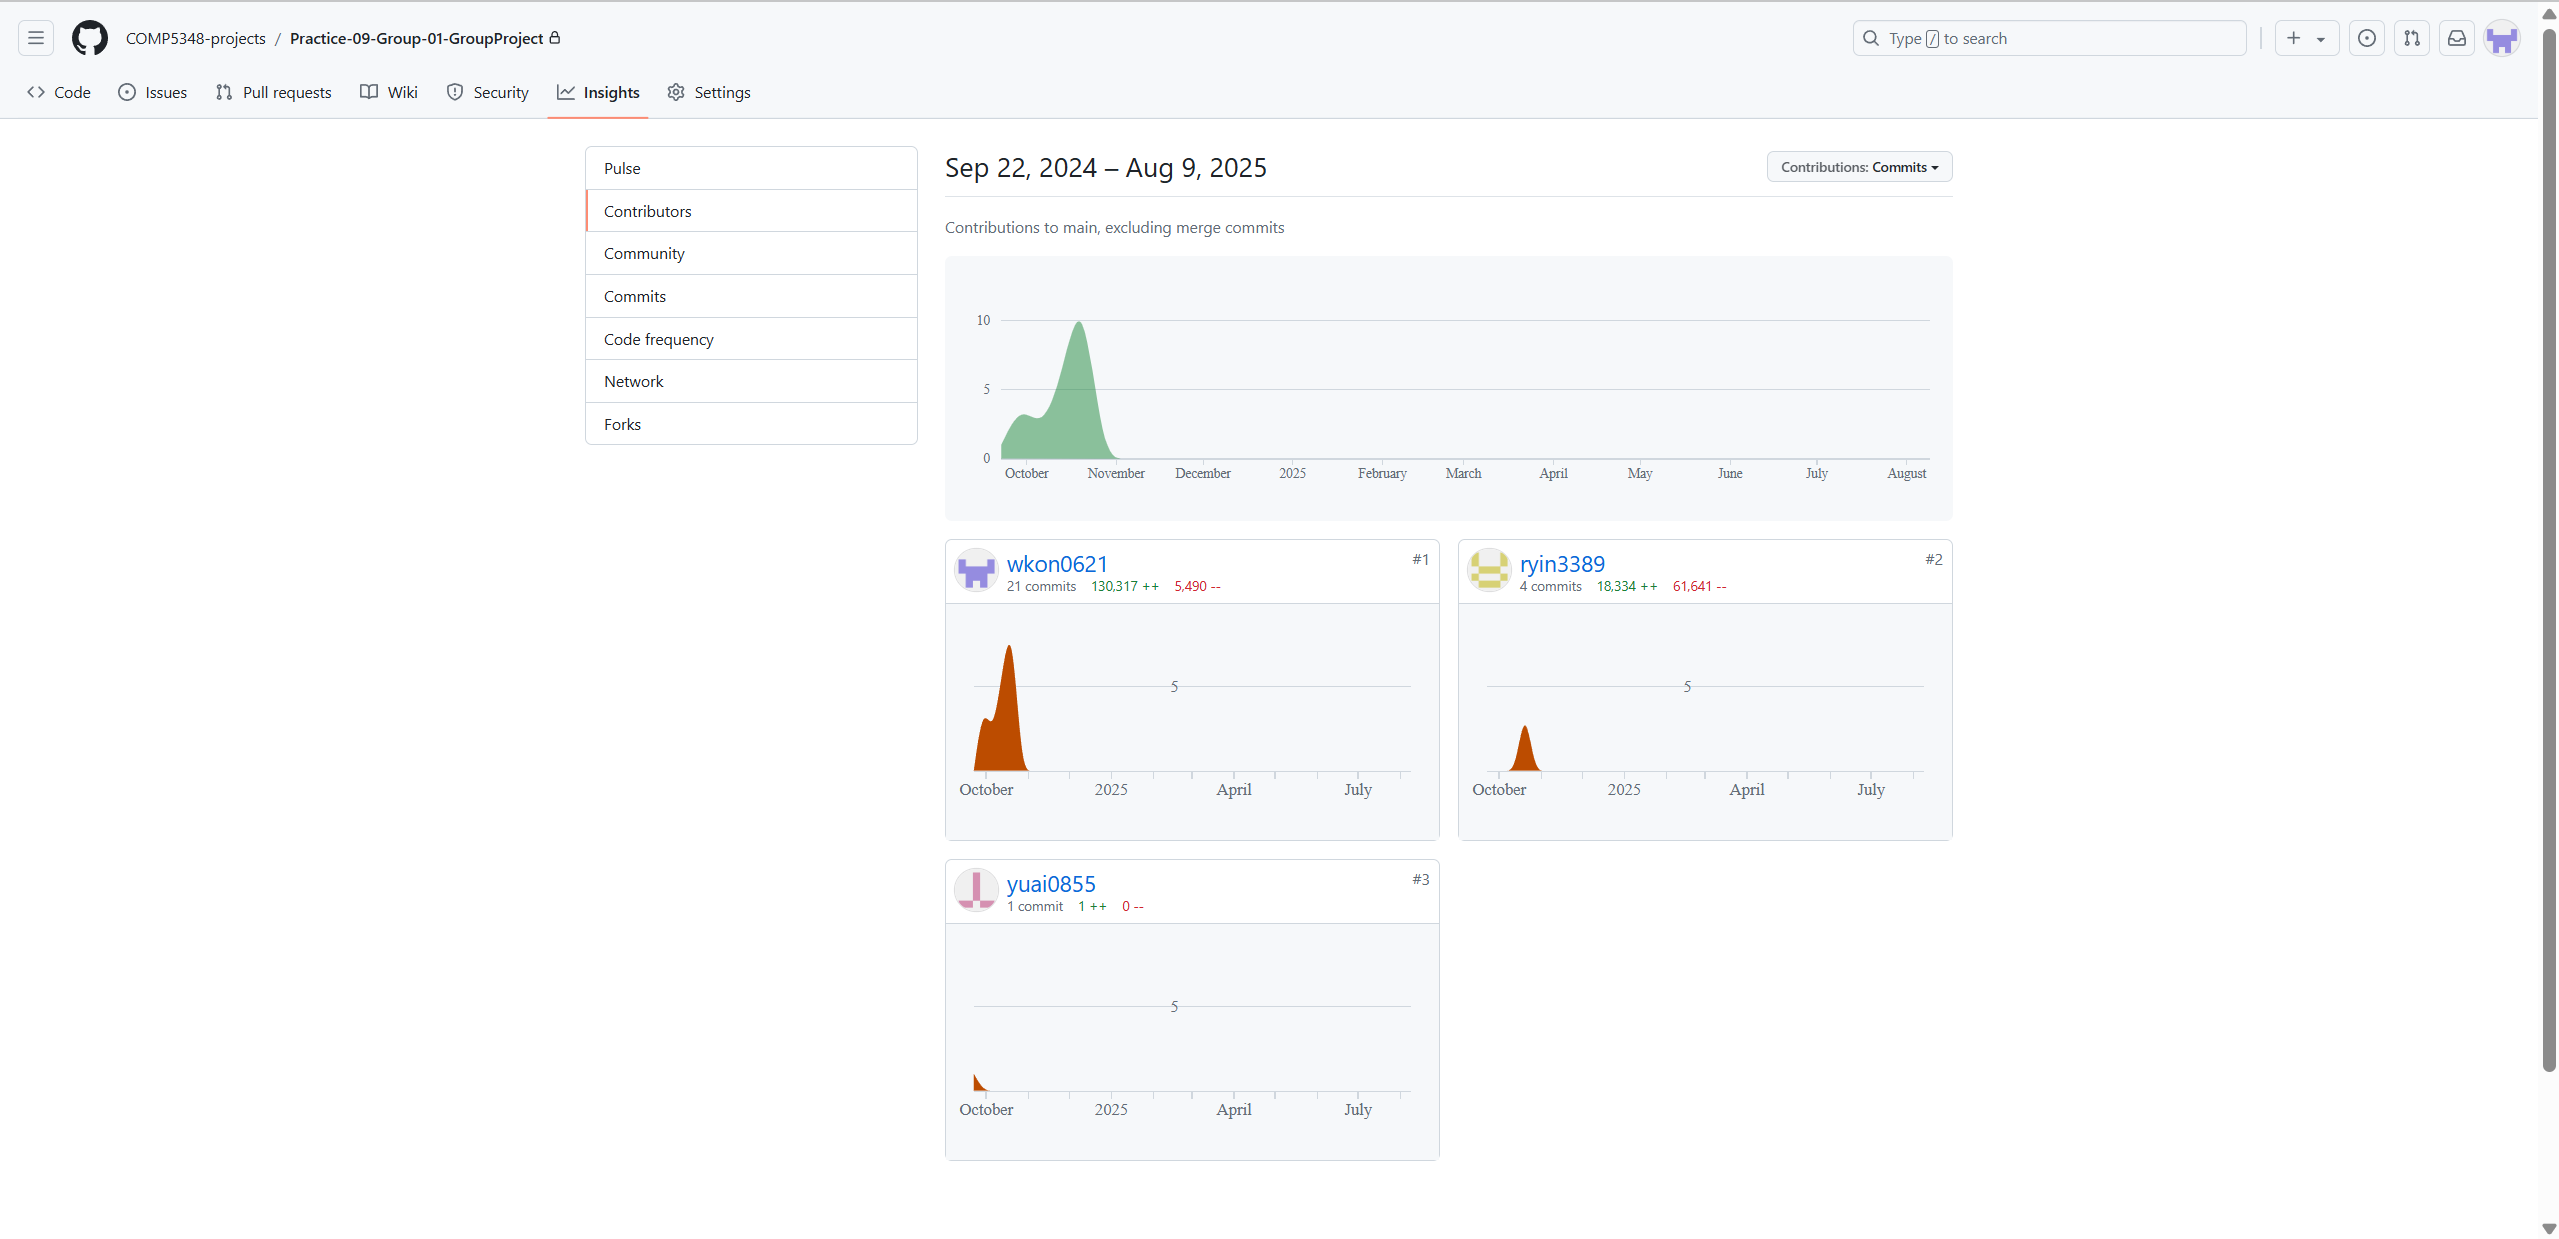 COMP5348-projects / Practice-09-Group-01-GroupProject
Type / to search
Code
Issues
Pull requests
Wiki
Security
Insights
Settings
Pulse
Contributors
Community
Commits
Code frequency
Network
Forks
Sep 22, 2024 – Aug 9, 2025
Contributions: Commits
Contributions to main, excluding merge commits
10
5
0
October November December 2025 February March April May June July August
wkon0621
#1
21 commits 130,317 ++ 5,490 --
5
October 2025 April July
ryin3389
#2
4 commits 18,334 ++ 61,641 --
5
October 2025 April July
yuai0855
#3
1 commit 1 ++ 0 --
5
October 2025 April July